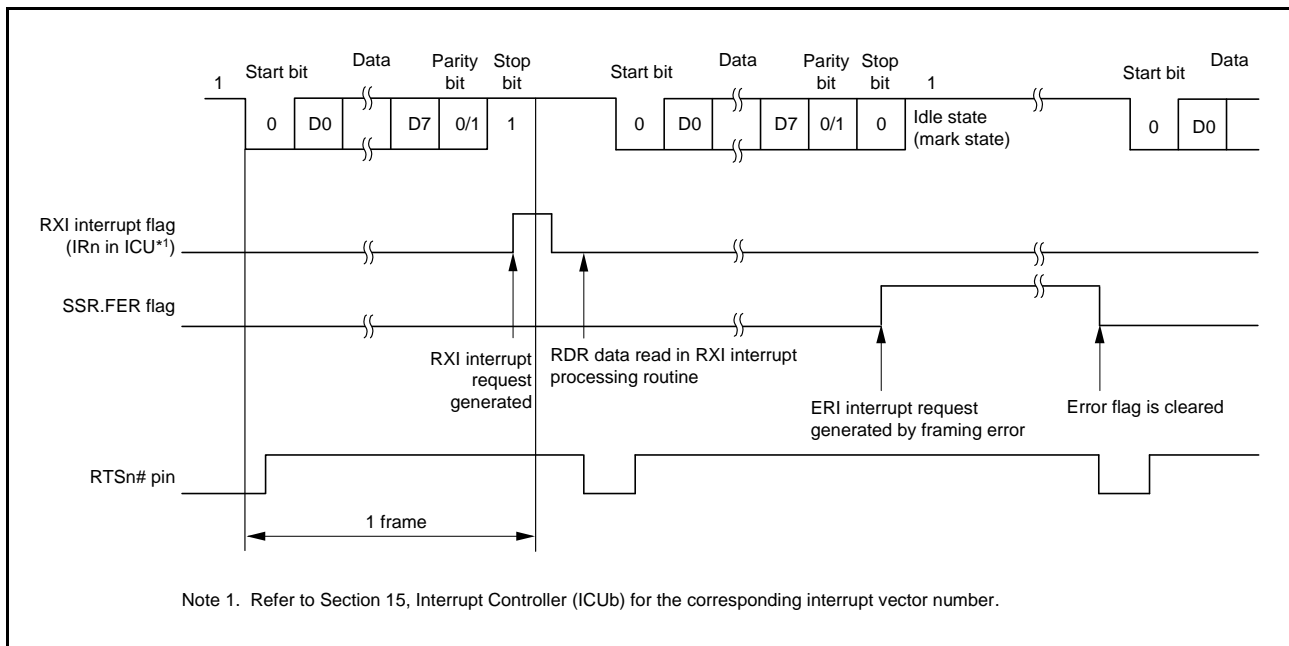 1
Start bit
Data
Parity bit
Stop bit
Start bit
Data
Parity bit
Stop bit
1
Start bit
Data
0
D0
D7
0/1
1
0
D0
D7
0/1
0
Idle state
(mark state)
0
D0
RXI interrupt flag
(IRn in ICU*1)
SSR.FER flag
RXI interrupt
request
generated
RDR data read in RXI interrupt
processing routine
ERI interrupt request
generated by framing error
Error flag is cleared
RTSn# pin
1 frame
Note 1. Refer to Section 15, Interrupt Controller (ICUb) for the corresponding interrupt vector number.